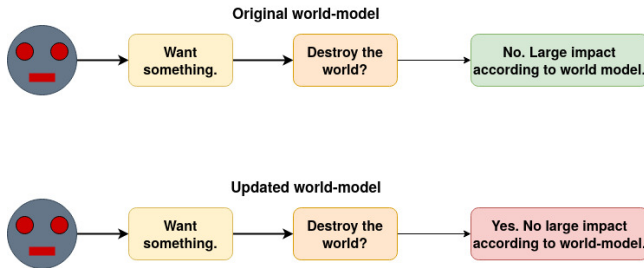 Original world-model
Want
something.
Destroy the
world?
No. Large impact
according to world model.
Updated world-model
Want
something.
Destroy the
world?
Yes. No large impact
according to world-model.